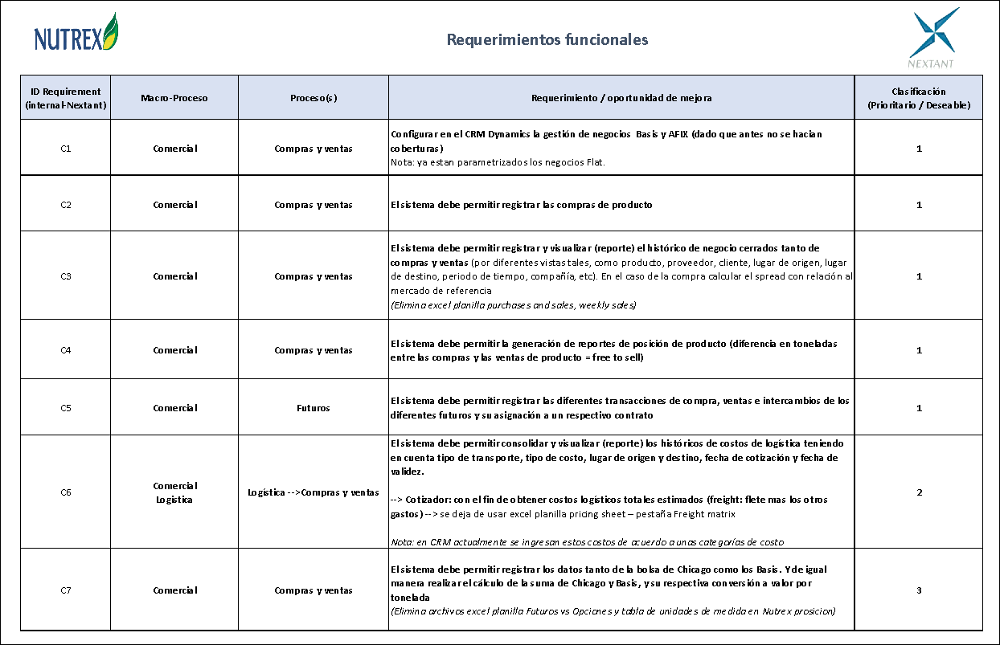 NUTREX
Requerimientos funcionales
NEXTANT
ID Requirement
(internal-Nextant)
Macro-Proceso
Proceso(s)
Requerimiento / oportunidad de mejora
Clasificación
(Prioritario / Deseable)
C1
Comercial
Compras y ventas
Configurar en el CRM Dynamics la gestión de negocios Basis y AFIX (dado que antes no se hacian
coberturas)
Nota: ya estan parametrizados los negocios Flat.
1
C2
Comercial
Compras y ventas
El sistema debe permitir registrar las compras de producto
1
C3
Comercial
Compras y ventas
El sistema debe permitir registrar y visualizar (reporte) el histórico de negocio cerrados tanto de
compras y ventas (por diferentes vistas tales, como producto, proveedor, cliente, lugar de origen, lugar
de destino, periodo de tiempo, compañía, etc). En el caso de la compra calcular el spread con relación al
mercado de referencia
(Elimina excel planilla purchases and sales, weekly sales)
1
C4
Comercial
Compras y ventas
El sistema debe permitir la generación de reportes de posición de producto (diferencia en toneladas
entre las compras y las ventas de producto = free to sell)
1
C5
Comercial
Futuros
El sistema debe permitir registrar las diferentes transacciones de compra, ventas e intercambios de los
diferentes futuros y su asignación a un respectivo contrato
1
C6
Comercial
Logística
Logística -->Compras y ventas
El sistema debe permitir consolidar y visualizar (reporte) los históricos de costos de logística teniendo
en cuenta tipo de transporte, tipo de costo, lugar de origen y destino, fecha de cotización y fecha de
validez.
--> Cotizador: con el fin de obtener costos logísticos totales estimados (freight: flete mas los otros
gastos) --> se deja de usar excel planilla pricing sheet – pestaña Freight matrix
Nota: en CRM actualmente se ingresan estos costos de acuerdo a unas categorías de costo
2
C7
Comercial
Compras y ventas
El sistema debe permitir registrar los datos tanto de la bolsa de Chicago como los Basis. Y de igual
manera realizar el cálculo de la suma de Chicago y Basis, y su respectiva conversión a valor por
tonelada
(Elimina archivos excel planilla Futuros vs Opciones y tabla de unidades de medida en Nutrex prosicion)
3